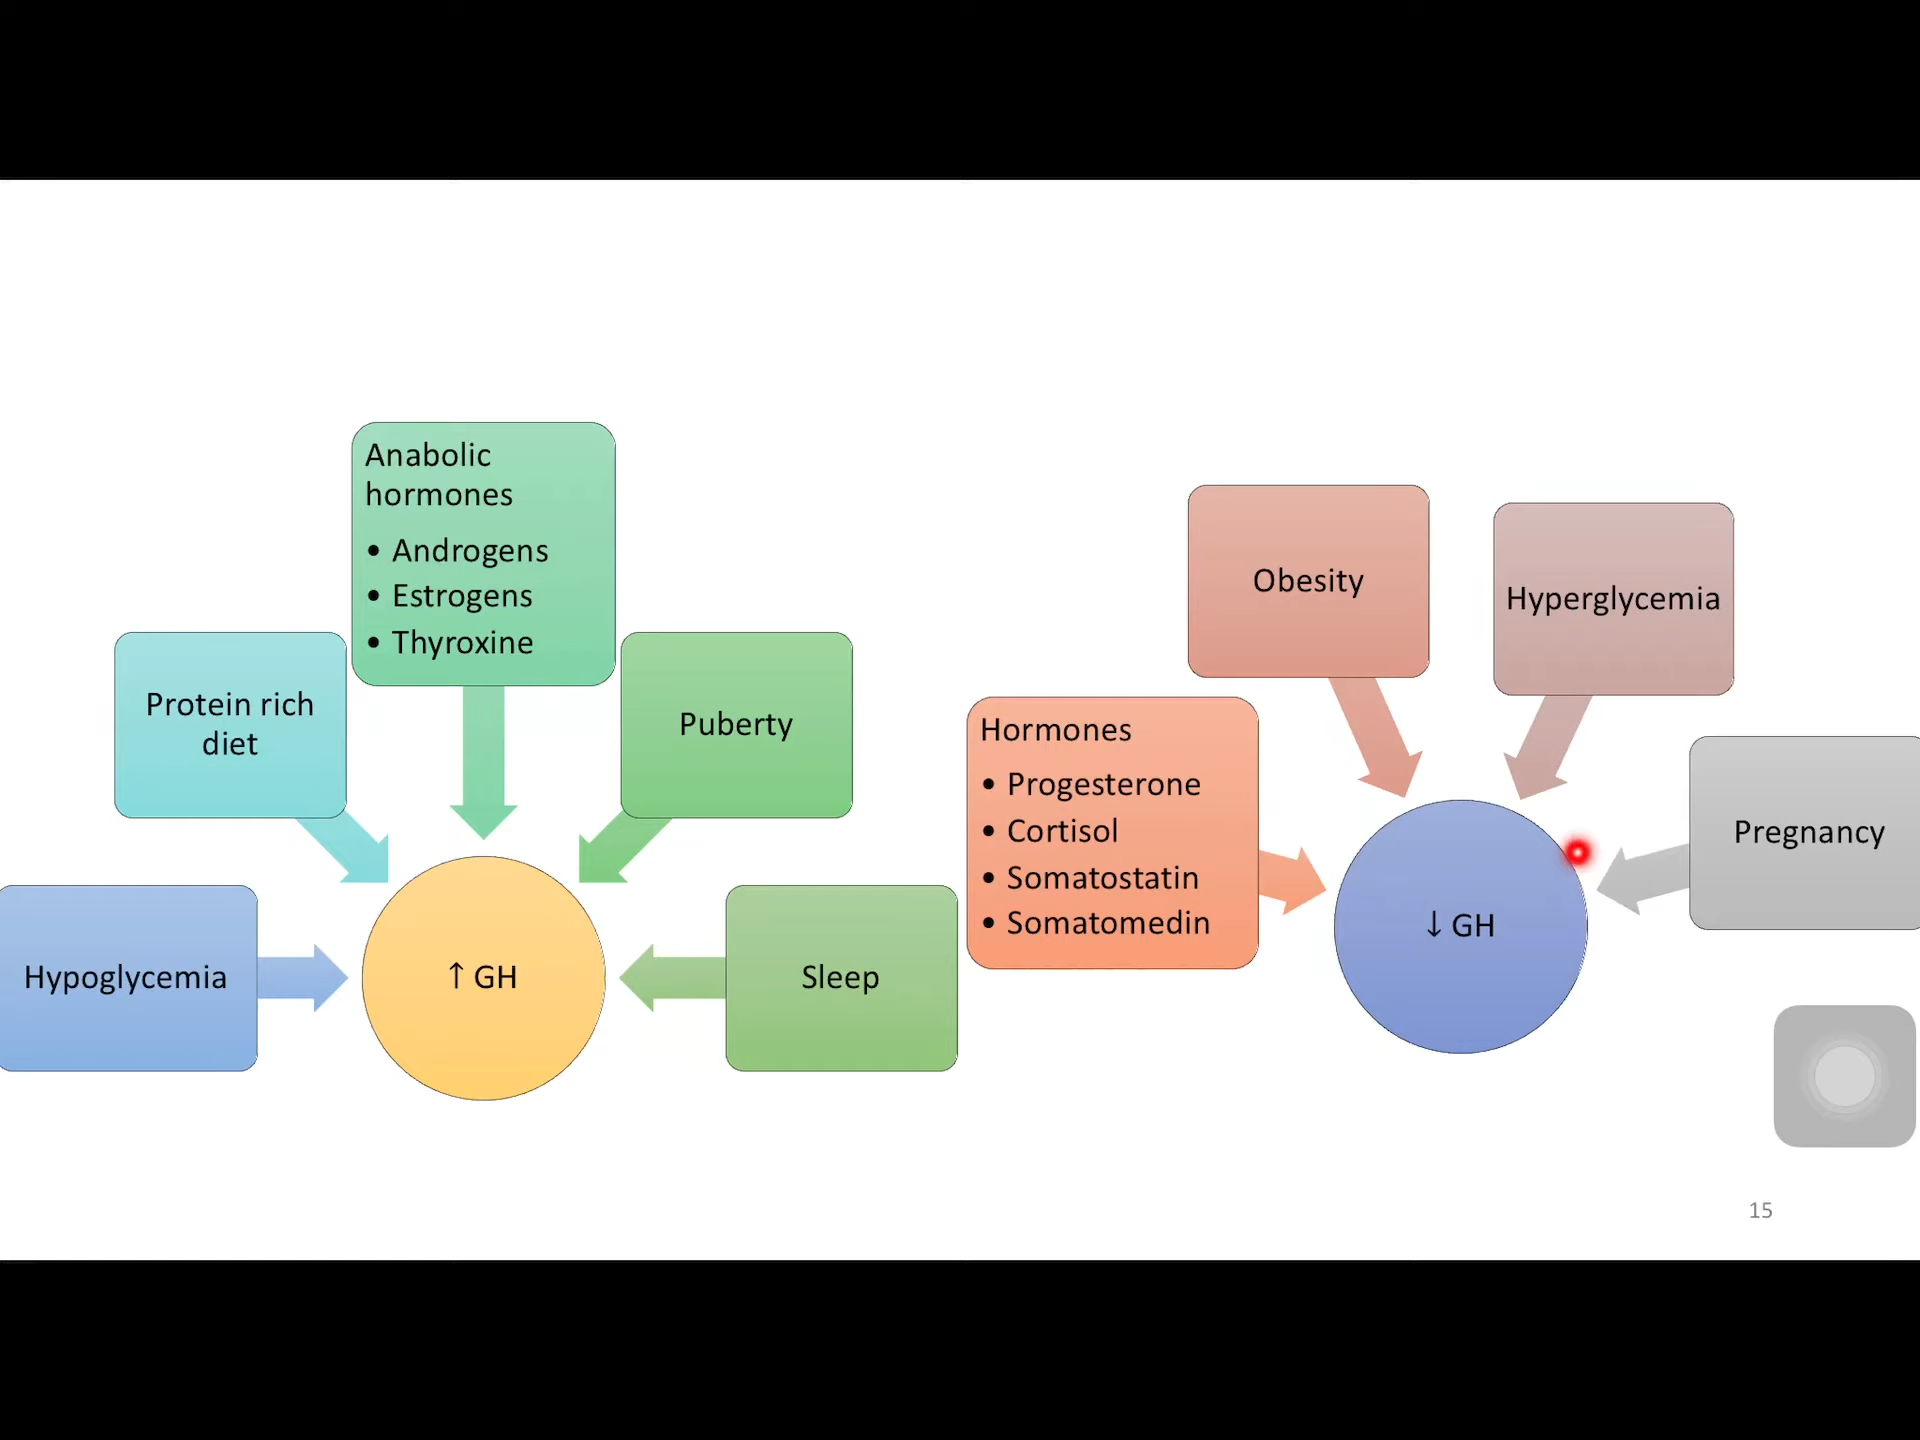 Anabolic
hormones
• Androgens
• Estrogens
• Thyroxine
Protein rich
diet
Puberty
Hypoglycemia
↑ GH
Sleep
Obesity
Hyperglycemia
Hormones
• Progesterone
• Cortisol
• Somatostatin
• Somatomedin
Pregnancy
↓ GH
15